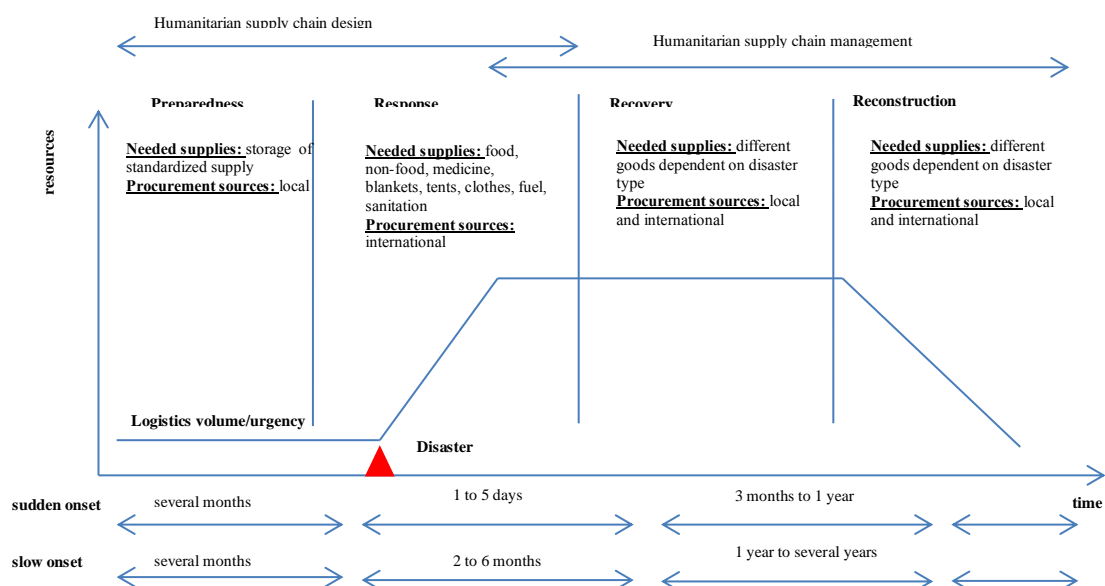 Humanitarian supply chain design
Humanitarian supply chain management
Preparedness
Response
Recovery
Reconstruction
resources
Needed supplies: storage of
standardized supply
Procurement sources: local
Needed supplies: food,
non-food, medicine,
blankets, tents, clothes, fuel,
sanitation
Procurement sources:
international
Needed supplies: different
goods dependent on disaster
type
Procurement sources: local
and international
Needed supplies: different
goods dependent on disaster
type
Procurement sources: local
and international
Logistics volume/urgency
Disaster
sudden onset
several months
1 to 5 days
3 months to 1 year
time
slow onset
several months
2 to 6 months
1 year to several years